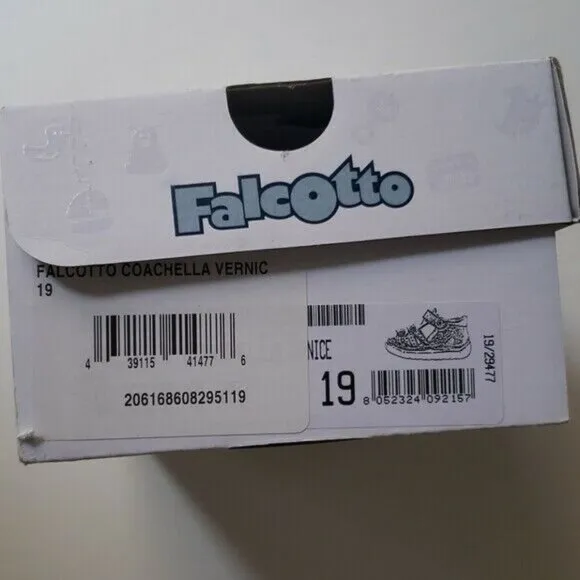 Falcotto
FALCOTTO COACHELLA VERNIC
19
4 39115 41477 6
206168608295119
NICE
19
8 052324 092157
19/29477